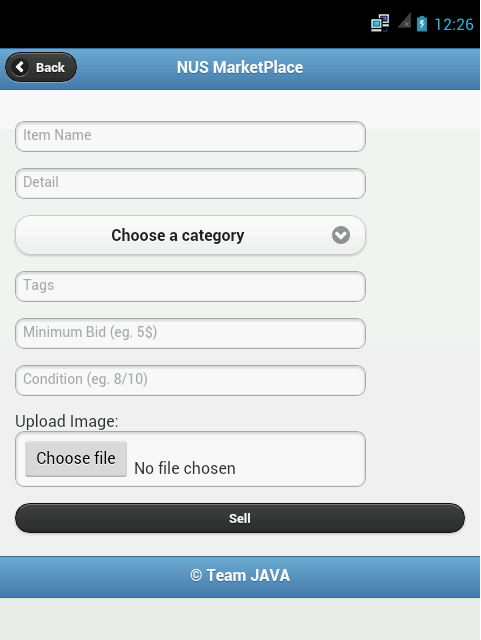 12:26
Back
NUS MarketPlace
Item Name
Detail
Choose a category
Tags
Minimum Bid (eg. 5$)
Condition (eg. 8/10)
Upload Image:
Choose file No file chosen
Sell
© Team JAVA